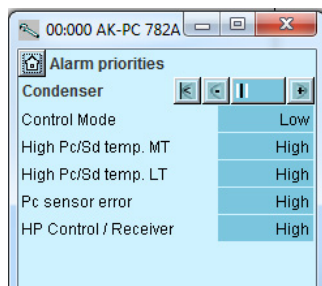 00:000 AK-PC 782A
Alarm priorities
Condenser
Control Mode Low
High Pc/Sd temp. MT High
High Pc/Sd temp. LT High
Pc sensor error High
HP Control / Receiver High